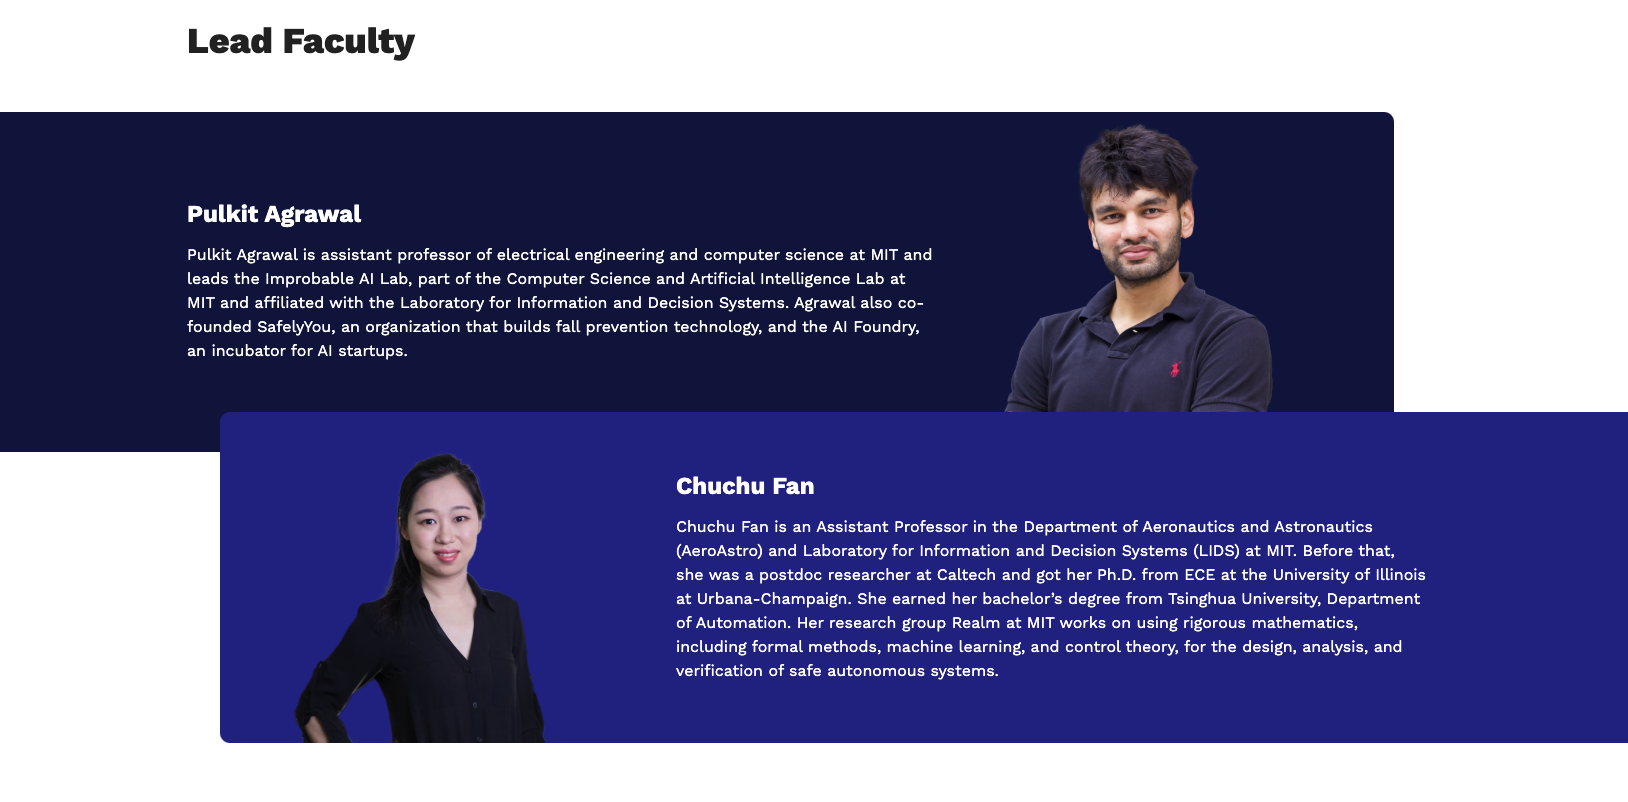 Lead Faculty
Pulkit Agrawal
Pulkit Agrawal is assistant professor of electrical engineering and computer science at MIT and
leads the Improbable AI Lab, part of the Computer Science and Artificial Intelligence Lab at
MIT and affiliated with the Laboratory for Information and Decision Systems. Agrawal also co-
founded SafelyYou, an organization that builds fall prevention technology, and the AI Foundry,
an incubator for AI startups.
Chuchu Fan
Chuchu Fan is an Assistant Professor in the Department of Aeronautics and Astronautics
(AeroAstro) and Laboratory for Information and Decision Systems (LIDS) at MIT. Before that,
she was a postdoc researcher at Caltech and got her Ph.D. from ECE at the University of Illinois
at Urbana-Champaign. She earned her bachelor’s degree from Tsinghua University, Department
of Automation. Her research group Realm at MIT works on using rigorous mathematics,
including formal methods, machine learning, and control theory, for the design, analysis, and
verification of safe autonomous systems.